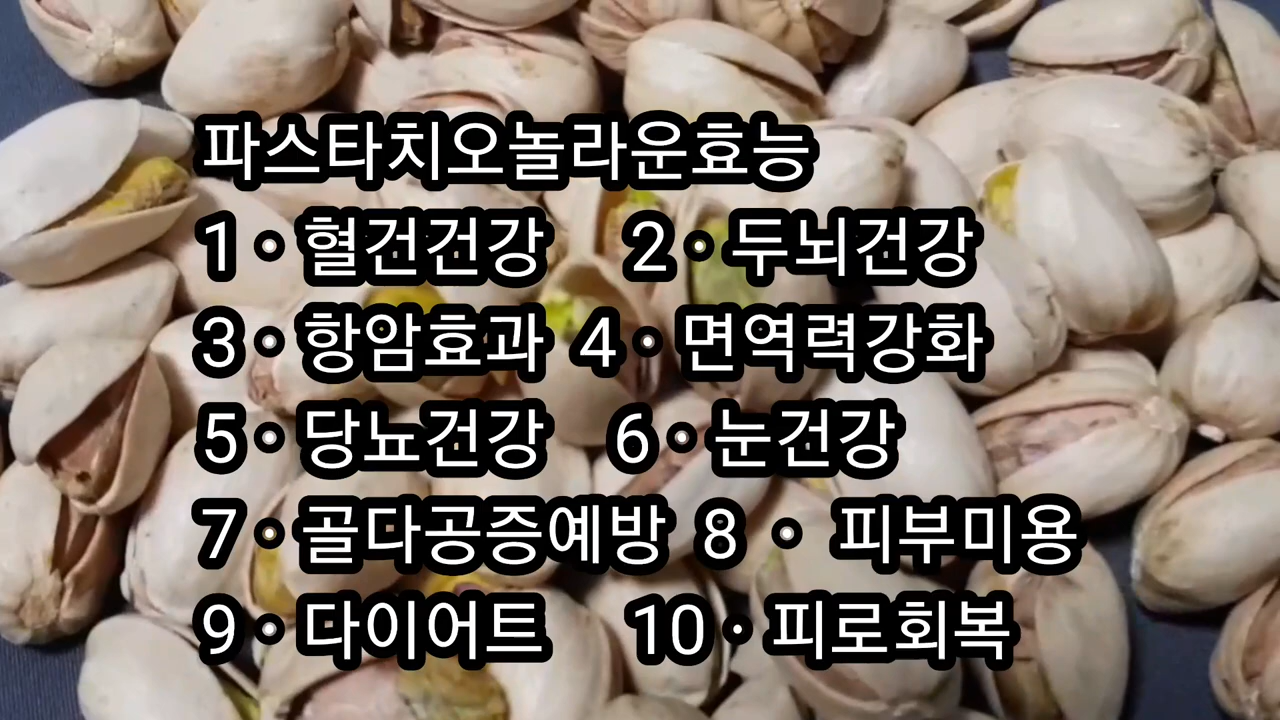 파스타치오놀라운효능
1• 혈건건강 2• 두뇌건강
3• 항암효과 4• 면역력강화
5• 당뇨건강 6• 눈건강
7• 골다공증예방 8 • 피부미용
9• 다이어트 10• 피로회복